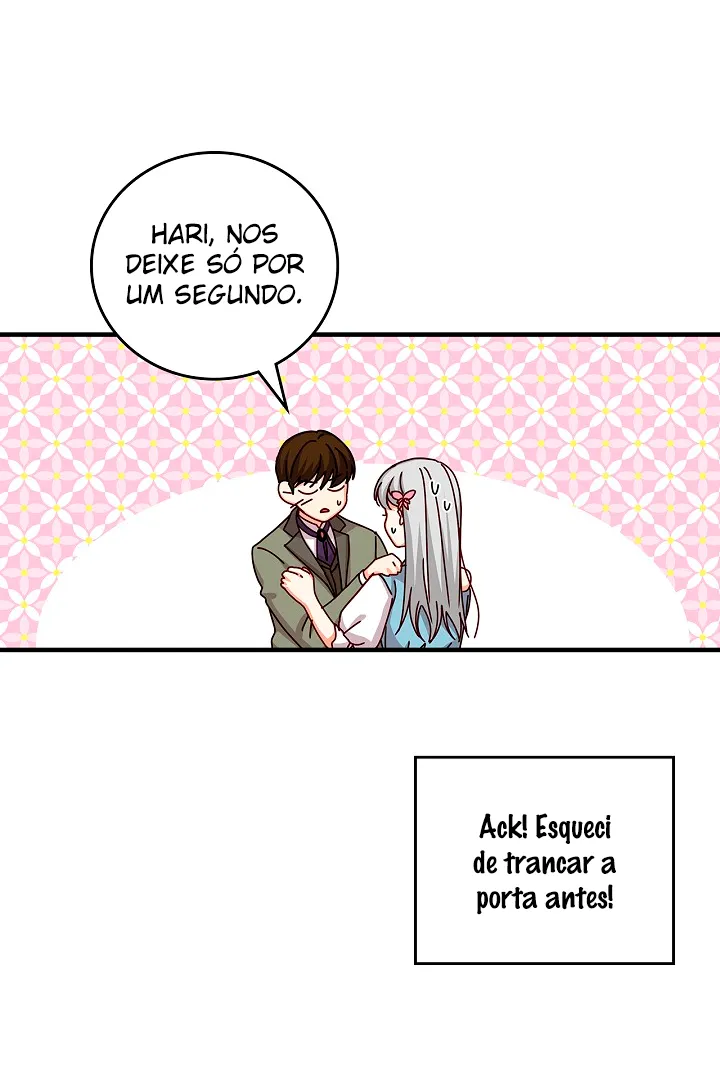 HARI, NOS
DEIXE SÓ POR
UM SEGUNDO.
Ack! Esqueci
de trancar a
porta antes!